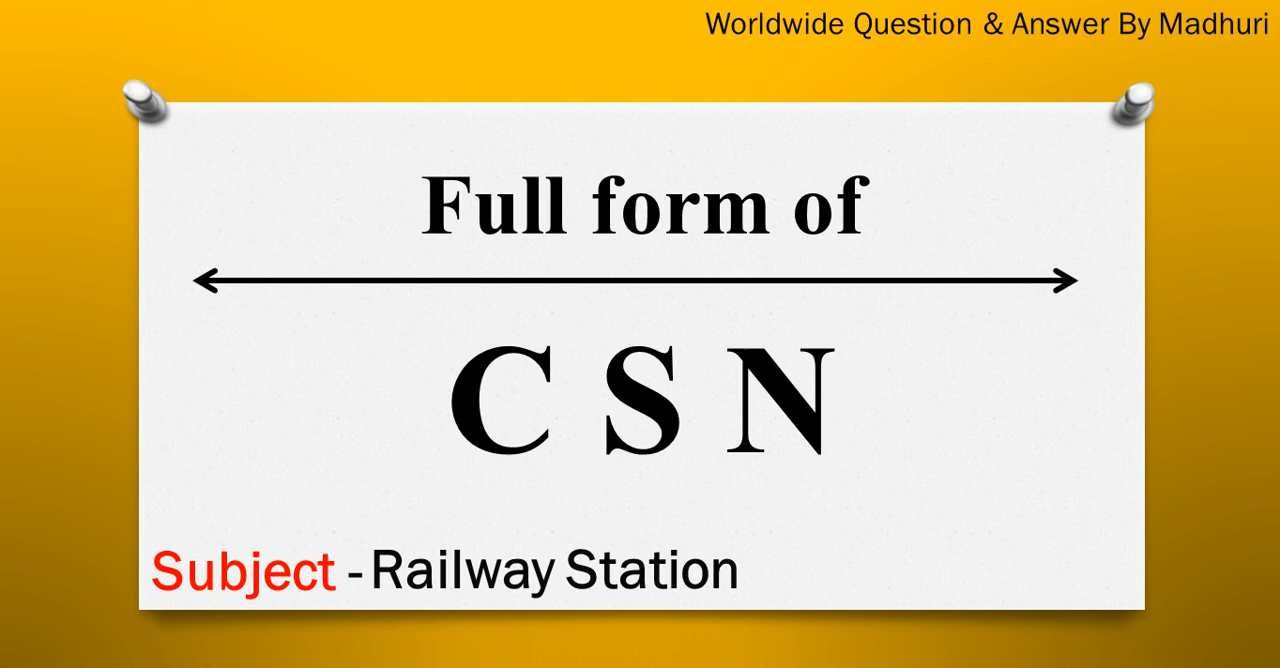 Worldwide Question & Answer By Madhuri
Full form of
C S N
Subject - Railway Station